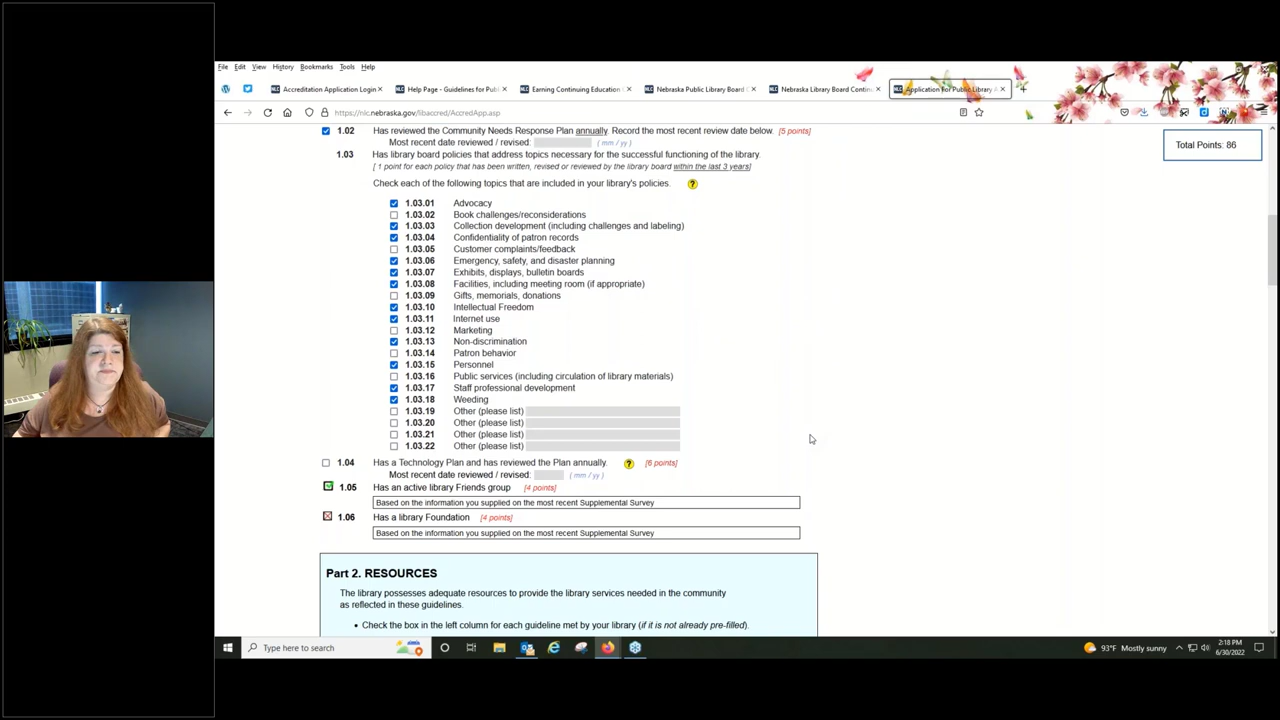 File Edit View History Bookmarks Tools Help
Accreditation Application Login
Help Page - Guidelines for Publ
Earning Continuing Education
Nebraska Public Library Board
Nebraska Library Board Contin
Application For Public Library A
https://nlc.nebraska.gov/libaccred/AccredApp.asp
1.02 Has reviewed the Community Needs Response Plan annually. Record the most recent review date below. [5 points]
Most recent date reviewed / revised: ( mm / yy )
Total Points: 86
1.03 Has library board policies that address topics necessary for the successful functioning of the library.
[ 1 point for each policy that has been written, revised or reviewed by the library board within the last 3 years]
Check each of the following topics that are included in your library's policies. ?
1.03.01 Advocacy
1.03.02 Book challenges/reconsiderations
1.03.03 Collection development (including challenges and labeling)
1.03.04 Confidentiality of patron records
1.03.05 Customer complaints/feedback
1.03.06 Emergency, safety, and disaster planning
1.03.07 Exhibits, displays, bulletin boards
1.03.08 Facilities, including meeting room (if appropriate)
1.03.09 Gifts, memorials, donations
1.03.10 Intellectual Freedom
1.03.11 Internet use
1.03.12 Marketing
1.03.13 Non-discrimination
1.03.14 Patron behavior
1.03.15 Personnel
1.03.16 Public services (including circulation of library materials)
1.03.17 Staff professional development
1.03.18 Weeding
1.03.19 Other (please list)
1.03.20 Other (please list)
1.03.21 Other (please list)
1.03.22 Other (please list)
1.04 Has a Technology Plan and has reviewed the Plan annually. ? [6 points]
Most recent date reviewed / revised: ( mm / yy )
1.05 Has an active library Friends group [4 points]
Based on the information you supplied on the most recent Supplemental Survey
1.06 Has a library Foundation [4 points]
Based on the information you supplied on the most recent Supplemental Survey
Part 2. RESOURCES
The library possesses adequate resources to provide the library services needed in the community
as reflected in these guidelines.
• Check the box in the left column for each guideline met by your library (if it is not already pre-filled).
Type here to search
93°F Mostly sunny
2:18 PM
6/30/2022